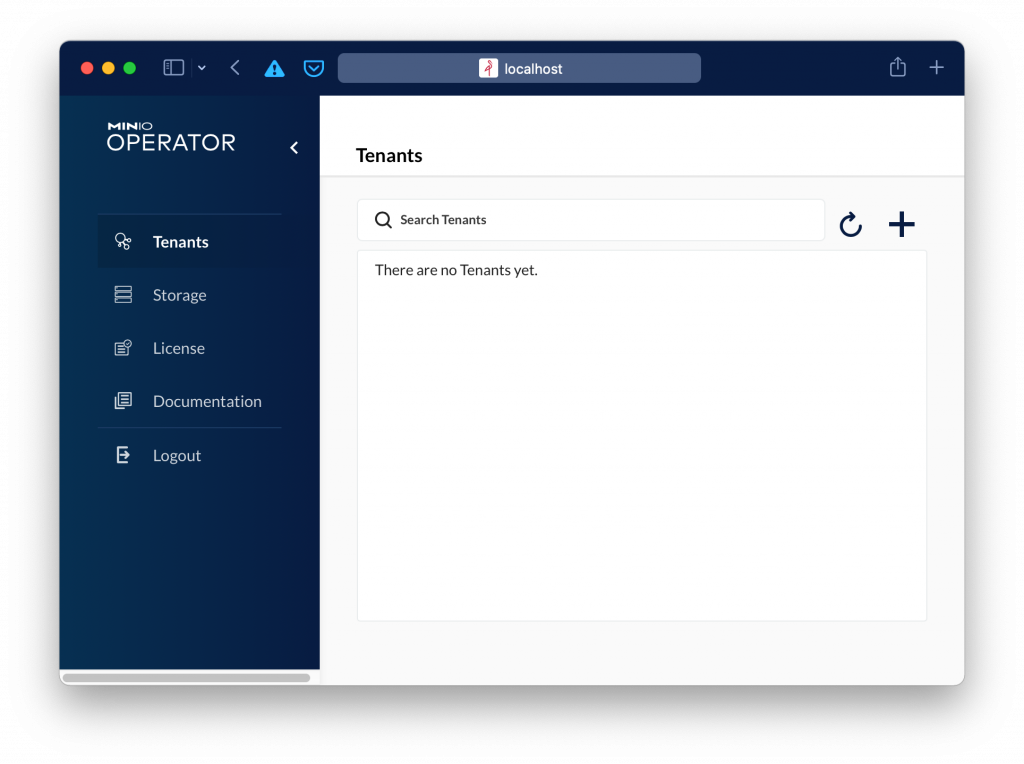 localhost
MINIO
OPERATOR
Tenants
Storage
License
Documentation
Logout
Tenants
Search Tenants
There are no Tenants yet.